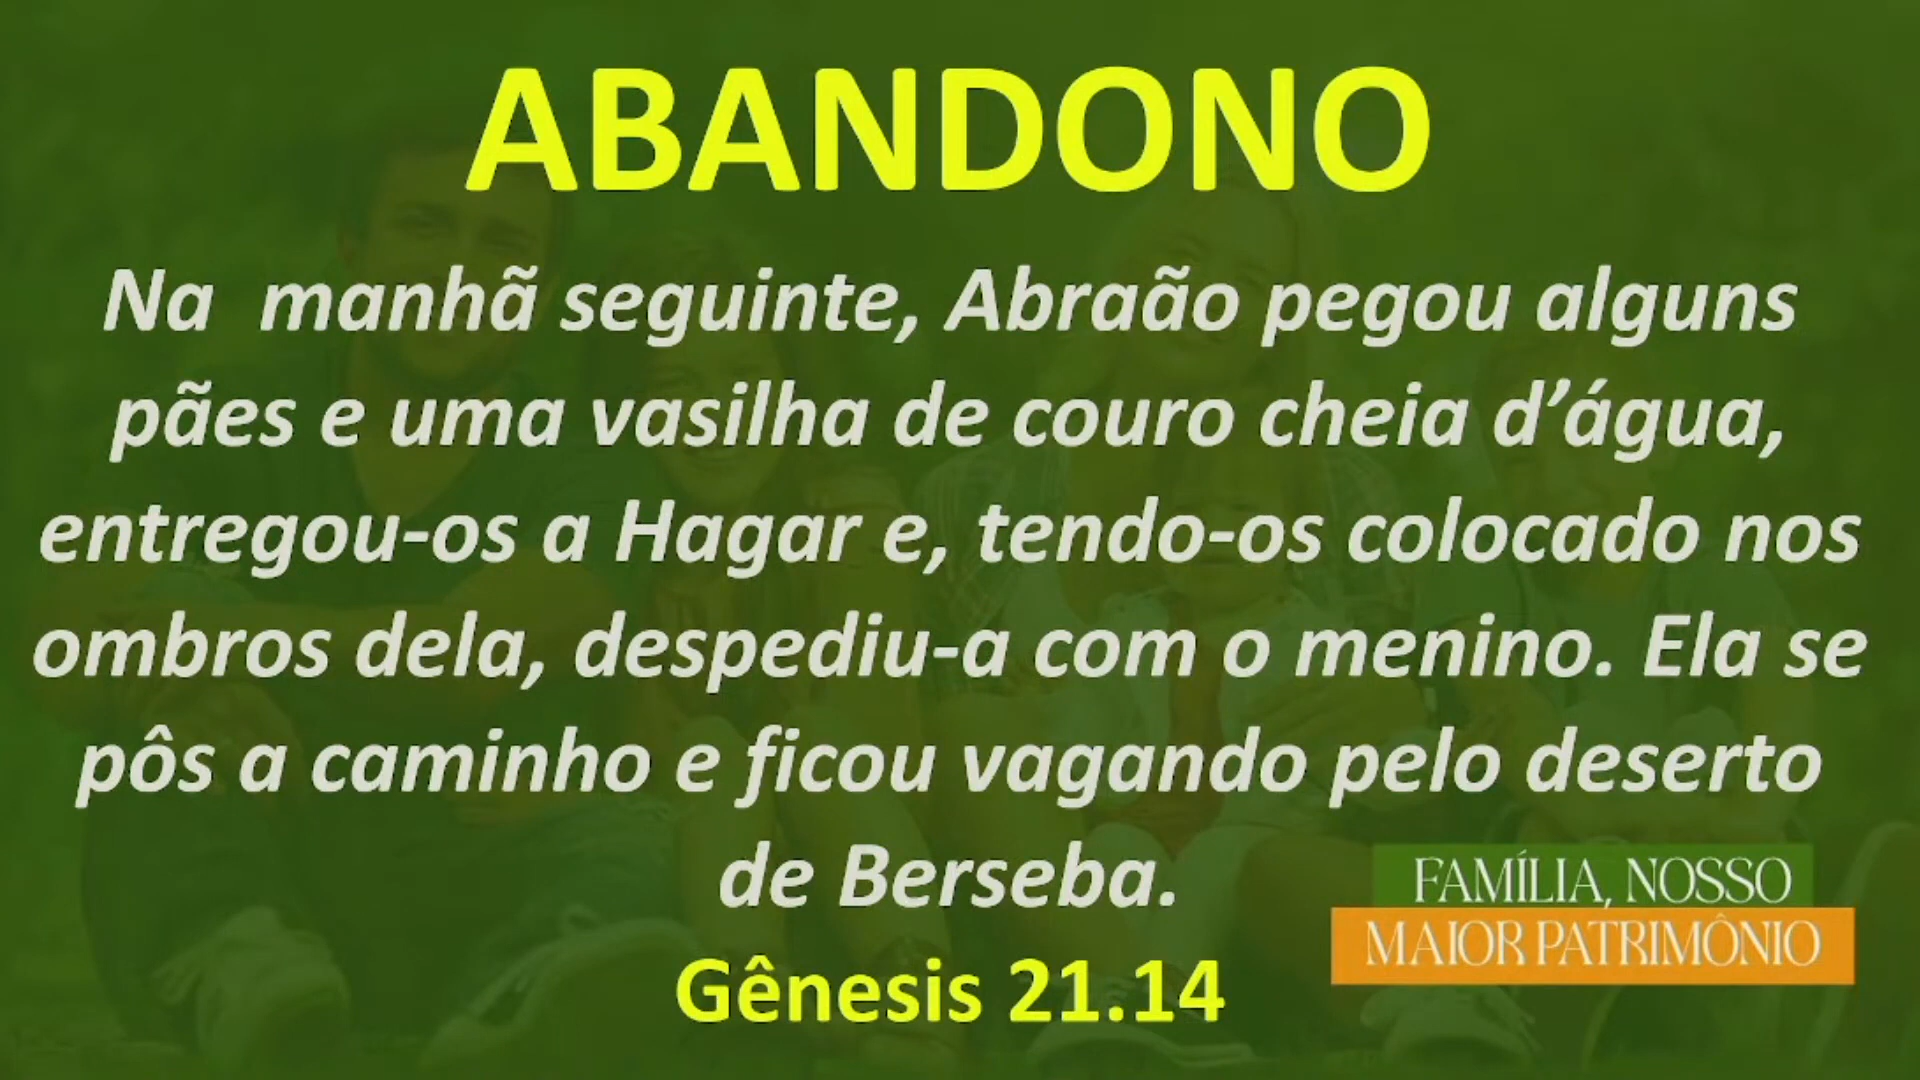 ABANDONO
Na manhã seguinte, Abraão pegou alguns
pães e uma vasilha de couro cheia d’água,
entregou-os a Hagar e, tendo-os colocado nos
ombros dela, despediu-a com o menino. Ela se
pôs a caminho e ficou vagando pelo deserto
de Berseba.
Gênesis 21.14
FAMÍLIA, NOSSO
MAIOR PATRIMÔNIO